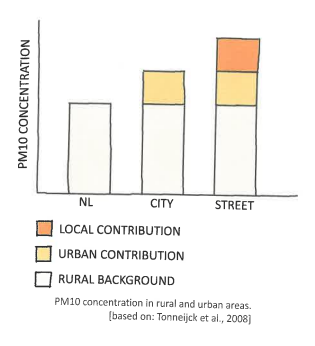 PM10 CONCENTRATION
NL CITY STREET
LOCAL CONTRIBUTION
URBAN CONTRIBUTION
RURAL BACKGROUND
PM10 concentration in rural and urban areas.
[based on: Tonneijck et al., 2008]